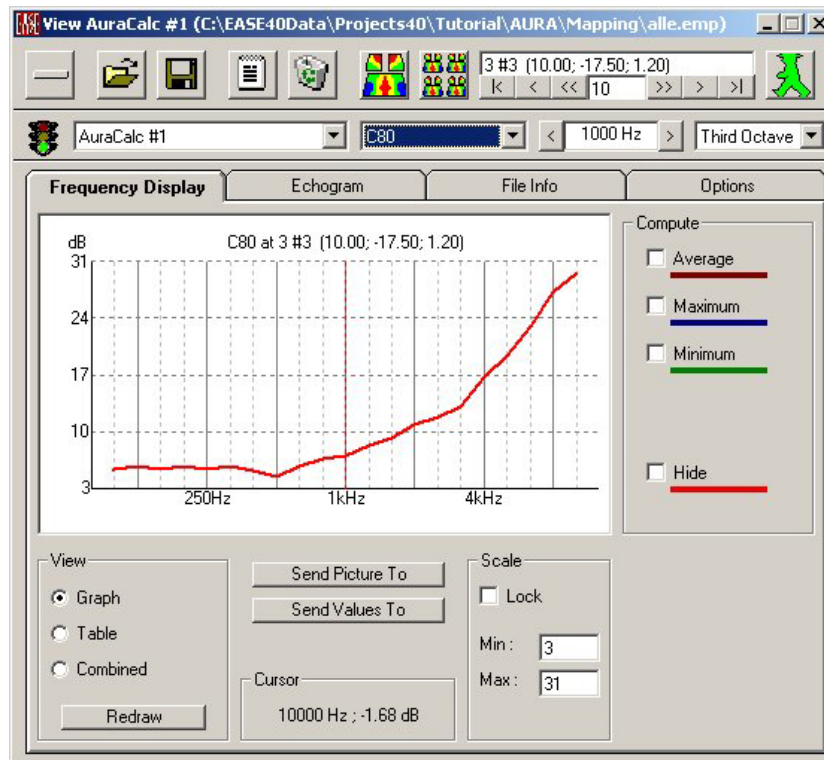 View AuraCalc #1 (C:\EASE40Data\Projects40\Tutorial\AURA\Mapping\alle.emp)
3 #3 (10.00; -17.50; 1.20)
|< < << 10 >> > >|
AuraCalc #1 C80 < 1000 Hz > Third Octave
Frequency Display Echogram File Info Options
dB C80 at 3 #3 (10.00; -17.50; 1.20)
31
24
17
10
3
250Hz 1kHz 4kHz
Compute
Average
Maximum
Minimum
Hide
View
Graph
Table
Combined
Redraw
Send Picture To
Send Values To
Cursor
10000 Hz ; -1.68 dB
Scale
Lock
Min : 3
Max : 31